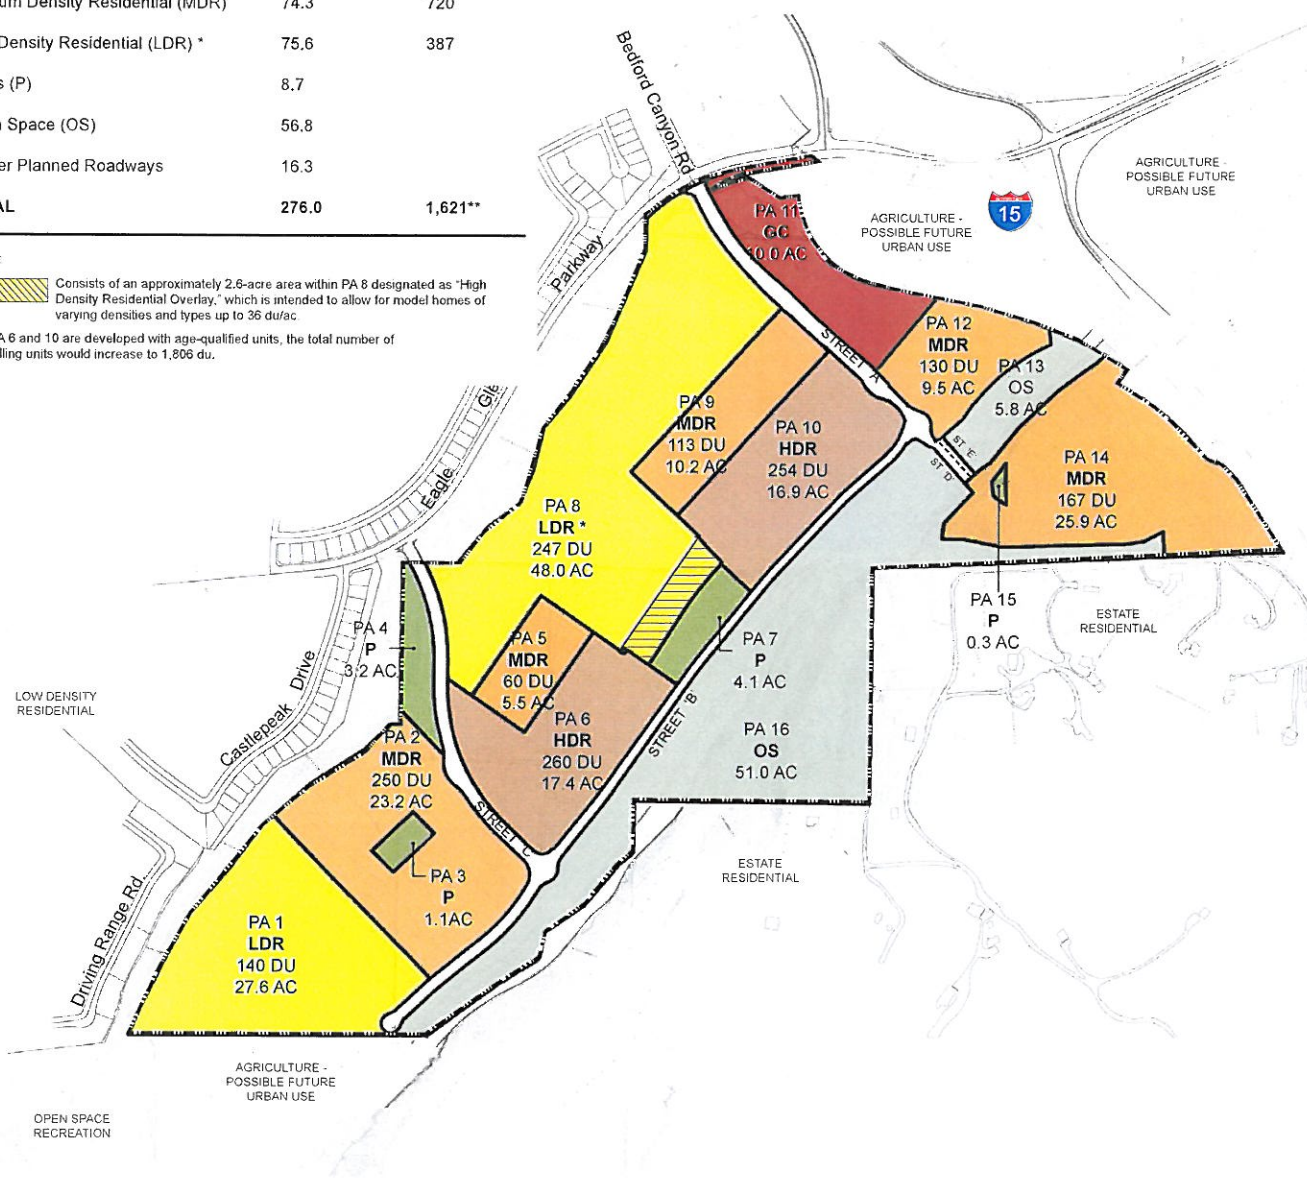 um Density Residential (MDR) 74.3 720
Density Residential (LDR) * 75.6 387
s (P) 8.7
Space (OS) 56.8
er Planned Roadways 16.3
AL 276.0 1,621**
Consists of an approximately 2.6-acre area within PA 8 designated as "High
Density Residential Overlay," which is intended to allow for model homes of
varying densities and types up to 36 du/ac.
A 6 and 10 are developed with age-qualified units, the total number of
lling units would increase to 1,806 du.
Bedford Canyon Rd
Parkway
Eagle
Gle
Castlepeak Drive
Driving Range Rd
AGRICULTURE -
POSSIBLE FUTURE
URBAN USE
AGRICULTURE -
POSSIBLE FUTURE
URBAN USE
15
PA 11
GC
10.0 AC
STREET 'A'
PA 12
MDR
130 DU
9.5 AC
PA 13
OS
5.8 AC
ST 'E'
ST 'D'
PA 9
MDR
113 DU
10.2 AC
PA 10
HDR
254 DU
16.9 AC
PA 14
MDR
167 DU
25.9 AC
PA 8
LDR *
247 DU
48.0 AC
PA 15
P
0.3 AC
ESTATE
RESIDENTIAL
PA 4
P
3.2 AC
PA 5
MDR
60 DU
5.5 AC
PA 7
P
4.1 AC
LOW DENSITY
RESIDENTIAL
PA 6
HDR
260 DU
17.4 AC
STREET 'B'
PA 16
OS
51.0 AC
PA 2
MDR
250 DU
23.2 AC
STREET 'C'
PA 3
P
1.1AC
ESTATE
RESIDENTIAL
PA 1
LDR
140 DU
27.6 AC
AGRICULTURE -
POSSIBLE FUTURE
URBAN USE
OPEN SPACE
RECREATION